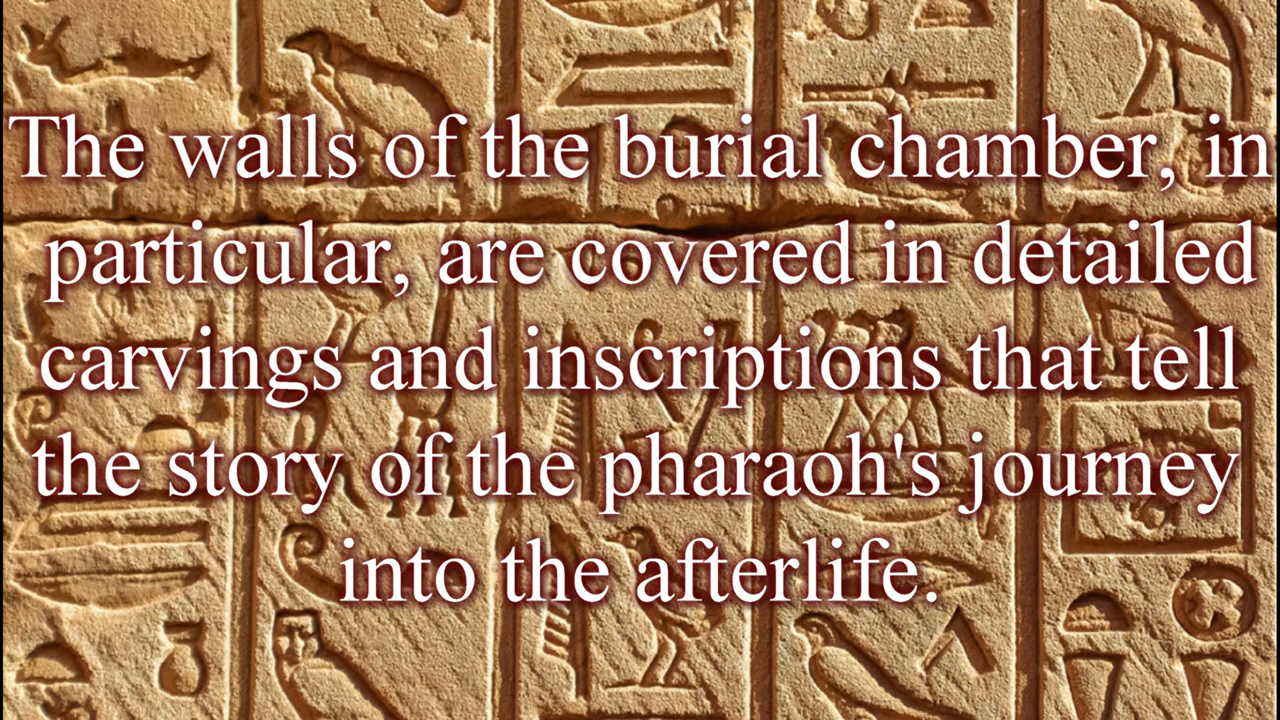 The walls of the burial chamber, in
particular, are covered in detailed
carvings and inscriptions that tell
the story of the pharaoh's journey
into the afterlife.